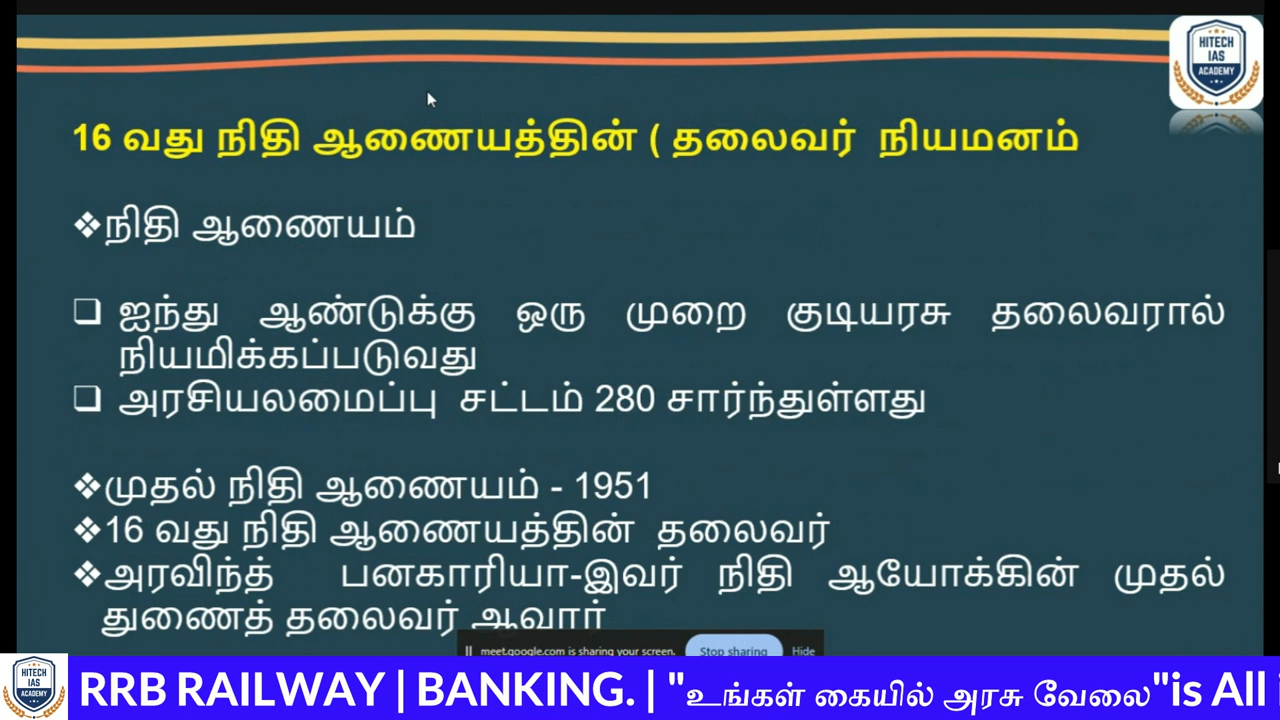 HITECH
IAS
ACADEMY
16 வது நிதி ஆணையத்தின் ( தலைவர் நியமனம்
❖நிதி ஆணையம்
❑ ஐந்து ஆண்டுக்கு ஒரு முறை குடியரசு தலைவரால்
நியமிக்கப்படுவது
❑ அரசியலமைப்பு சட்டம் 280 சார்ந்துள்ளது
❖முதல் நிதி ஆணையம் - 1951
❖16 வது நிதி ஆணையத்தின் தலைவர்
❖அரவிந்த் பனகாரியா-இவர் நிதி ஆயோக்கின் முதல்
துணைத் தலைவர் ஆவார்
meet.google.com is sharing your screen. Stop sharing Hide
HITECH
IAS
ACADEMY
RRB RAILWAY | BANKING. | "உங்கள் கையில் அரசு வேலை"is All